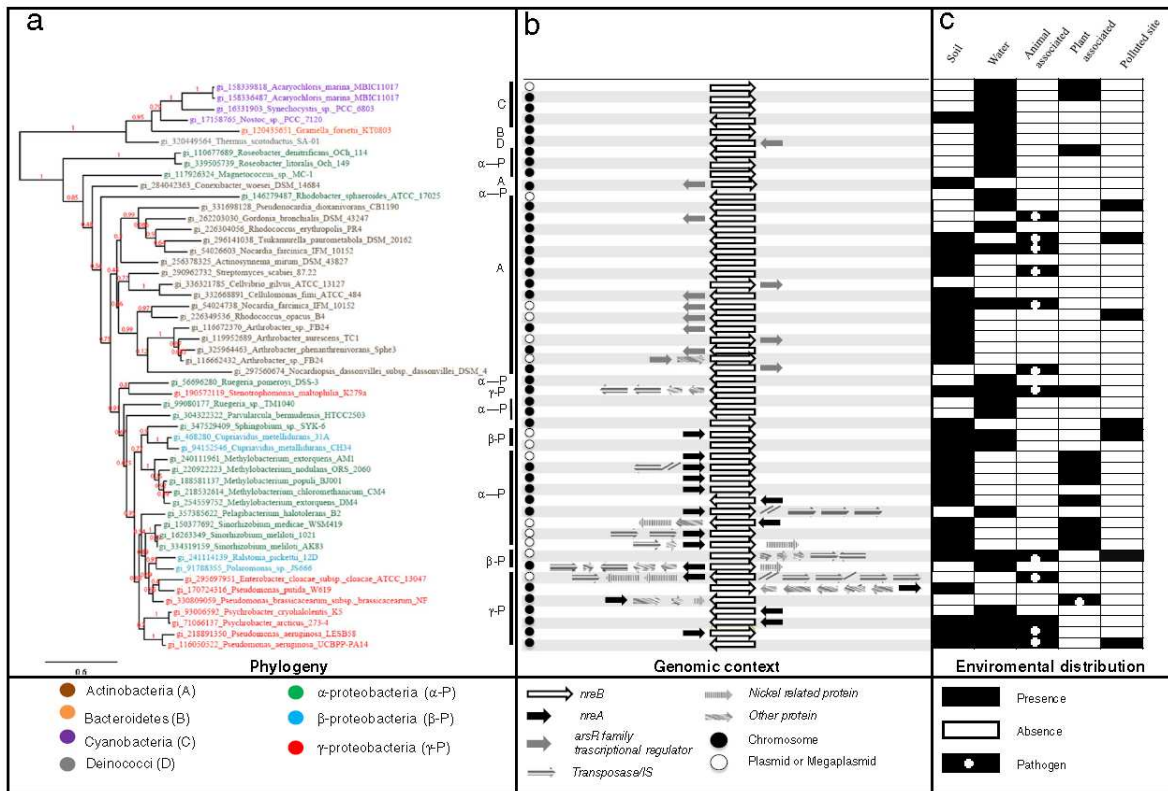 a
b
c
Soil
Water
Animal associated
Plant associated
Polluted site
gi_158339818_Acaryochloris_marina_MBIC11017
gi_158336487_Acaryochloris_marina_MBIC11017
gi_16331903_Synechocystis_sp._PCC_6803
gi_17158765_Nostoc_sp._PCC_7120
gi_120435651_Gramella_forsetii_KT0803
gi_320449564_Thermus_scotoductus_SA-01
gi_110677689_Roseobacter_denitrificans_OCh_114
gi_339505739_Roseobacter_litoralis_Och_149
gi_117926324_Magnetococcus_sp._MC-1
gi_284042363_Conexibacter_woesei_DSM_14684
gi_146279487_Rhodobacter_sphaeroides_ATCC_17025
gi_331698128_Pseudonocardia_dioxanivorans_CB1190
gi_262203030_Gordonia_bronchialis_DSM_43247
gi_226304056_Rhodococcus_erythropolis_PR4
gi_296141038_Tsukamurella_paurometabola_DSM_20162
gi_54026603_Nocardia_farcinica_IFM_10152
gi_256378325_Actinosynnema_mirum_DSM_43827
gi_290962732_Streptomyces_scabiei_87.22
gi_336321785_Cellvibrio_gilvus_ATCC_13127
gi_332668891_Cellulomonas_fimi_ATCC_484
gi_54024738_Nocardia_farcinica_IFM_10152
gi_226349536_Rhodococcus_opacus_B4
gi_116672370_Arthrobacter_sp._FB24
gi_119952689_Arthrobacter_aurescens_TC1
gi_325964463_Arthrobacter_phenanthrenivorans_Sphe3
gi_116662432_Arthrobacter_sp._FB24
gi_297560674_Nocardiopsis_dassonvillei_subsp._dassonvillei_DSM_4
gi_56696280_Ruegeria_pomeroyi_DSS-3
gi_190572119_Stenotrophomonas_maltophilia_K279a
gi_99080177_Ruegeria_sp._TM1040
gi_304322322_Parvularcula_bermudensis_HTCC2503
gi_347529409_Sphingobium_sp._SYK-6
gi_468280_Cupriavidus_metallidurans_31A
gi_94152546_Cupriavidus_metallidurans_CH34
gi_240111961_Methylobacterium_extorquens_AM1
gi_220922223_Methylobacterium_nodulans_ORS_2060
gi_188581137_Methylobacterium_populi_BJ001
gi_218532614_Methylobacterium_chloromethanicum_CM4
gi_254559752_Methylobacterium_extorquens_DM4
gi_357385622_Pelagibacterium_halotolerans_B2
gi_150377692_Sinorhizobium_medicae_WSM419
gi_16263349_Sinorhizobium_meliloti_1021
gi_334319159_Sinorhizobium_meliloti_AK83
gi_241114139_Ralstonia_pickettii_12D
gi_91788355_Polaromonas_sp._JS666
gi_295697951_Enterobacter_cloacae_subsp._cloacae_ATCC_13047
gi_170724316_Pseudomonas_putida_W619
gi_330809059_Pseudomonas_brassicacearum_subsp._brassicacearum_NF
gi_93006592_Psychrobacter_cryohalolentis_K5
gi_71066137_Psychrobacter_arcticus_273-4
gi_218891350_Pseudomonas_aeruginosa_LESB58
gi_116050522_Pseudomonas_aeruginosa_UCBPP-PA14
0.6
C
B
D
α—P
A
α—P
A
α—P
γ-P
α—P
β-P
α—P
β-P
γ-P
Phylogeny
Genomic context
Enviromental distribution
Actinobacteria (A)
Bacteroidetes (B)
Cyanobacteria (C)
Deinococci (D)
α-proteobacteria (α-P)
β-proteobacteria (β-P)
γ-proteobacteria (γ-P)
nreB
nreA
arsR family
trascriptional regulator
Transposase/IS
Nickel related protein
Other protein
Chromosome
Plasmid or Megaplasmid
Presence
Absence
Pathogen